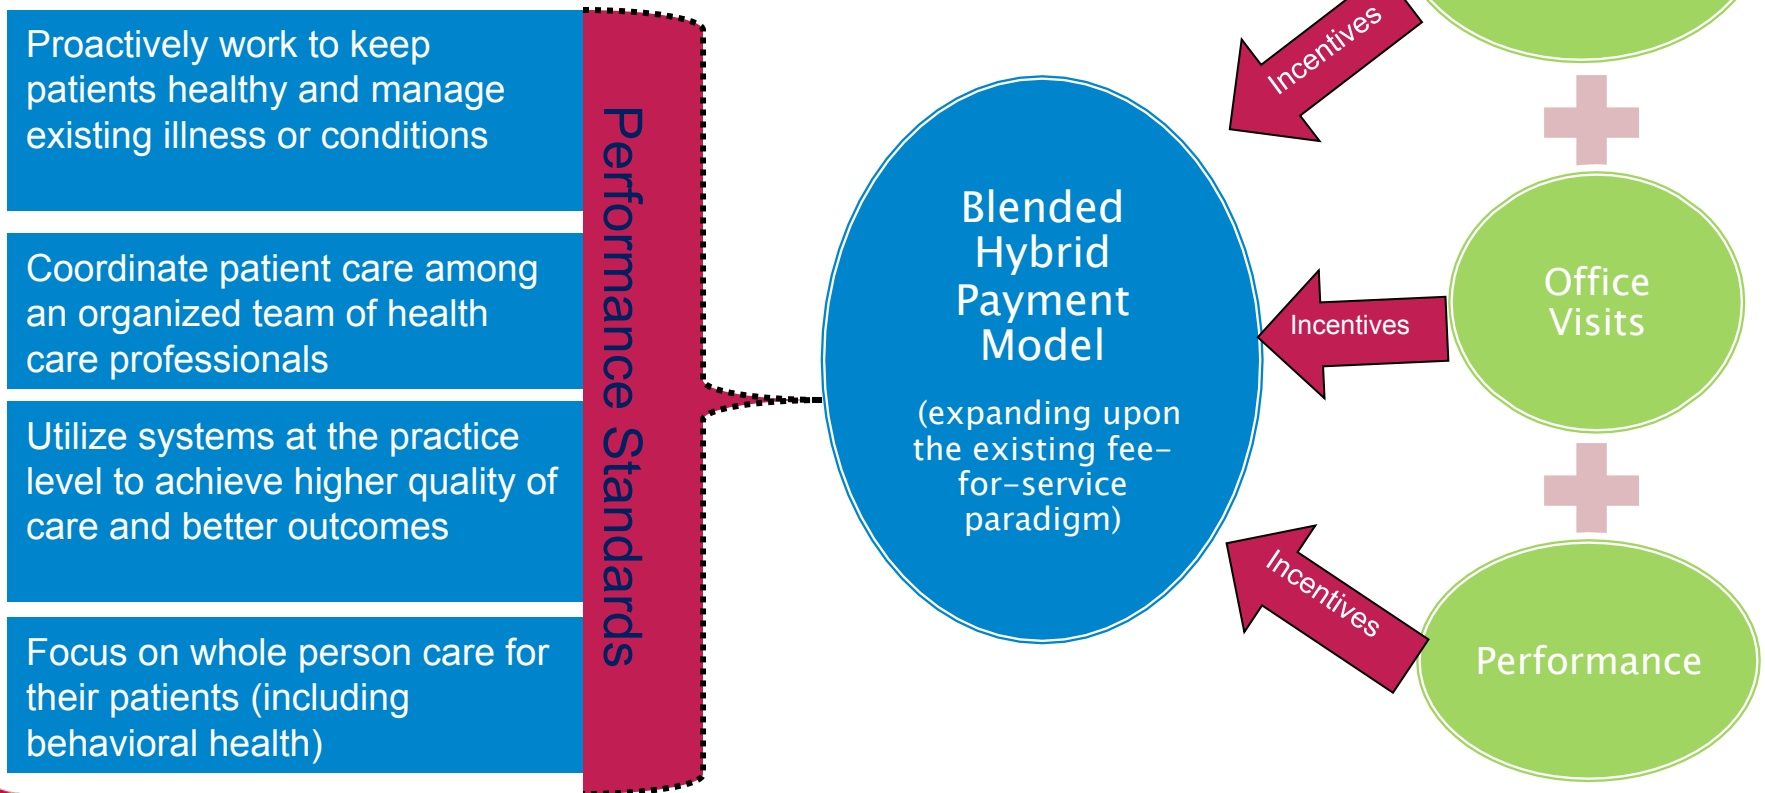 Proactively work to keep
patients healthy and manage
existing illness or conditions
Coordinate patient care among
an organized team of health
care professionals
Utilize systems at the practice
level to achieve higher quality of
care and better outcomes
Focus on whole person care for
their patients (including
behavioral health)
Performance Standards
Blended
Hybrid
Payment
Model
(expanding upon
the existing fee-
for-service
paradigm)
Incentives
Incentives
Incentives
Office
Visits
Performance